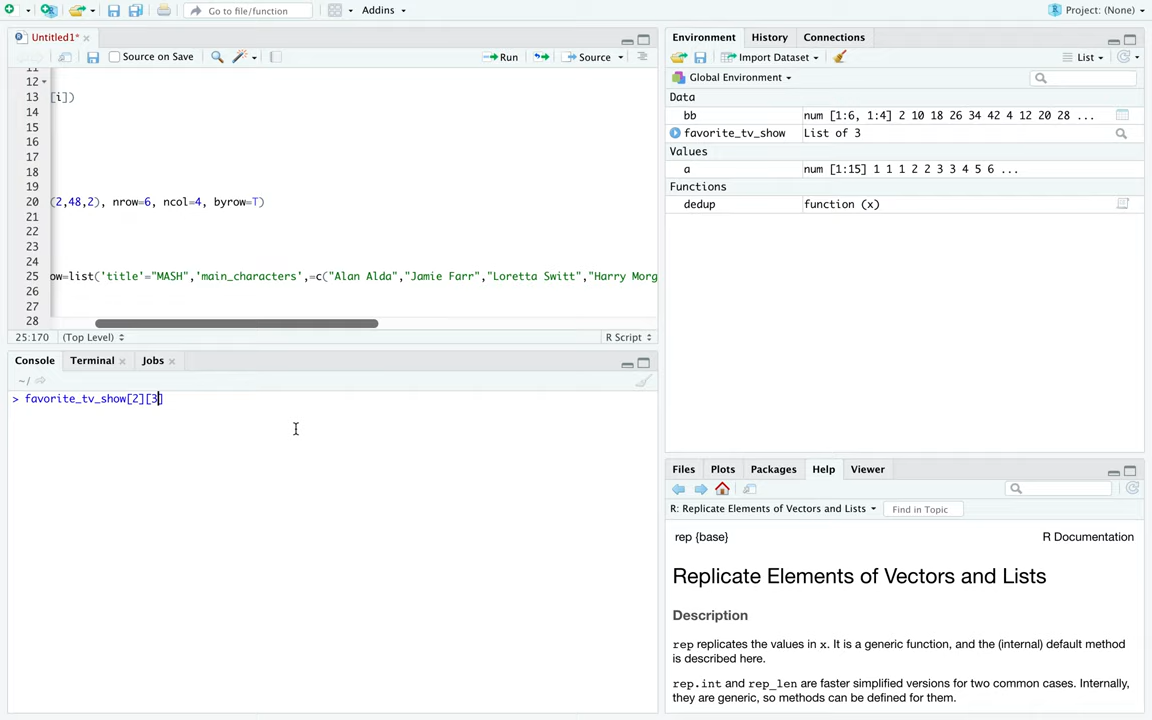 Go to file/function
Addins
Project: (None)
Untitled1*
Source on Save
Run
Source
12
13
[i])
14
15
16
17
18
19
20
(2,48,2), nrow=6, ncol=4, byrow=T)
21
22
23
24
25
ow=list('title'="MASH",'main_characters',=c("Alan Alda","Jamie Farr","Loretta Switt","Harry Morg
26
27
28
25:170
(Top Level)
R Script
Console
Terminal
Jobs
~/
> favorite_tv_show[2][3]
Environment
History
Connections
Import Dataset
List
Global Environment
Data
bb
num [1:6, 1:4] 2 10 18 26 34 42 4 12 20 28 ...
favorite_tv_show
List of 3
Values
a
num [1:15] 1 1 1 2 2 3 3 4 5 6 ...
Functions
dedup
function (x)
Files
Plots
Packages
Help
Viewer
R: Replicate Elements of Vectors and Lists
Find in Topic
rep {base}
R Documentation
Replicate Elements of Vectors and Lists
Description
rep replicates the values in x. It is a generic function, and the (internal) default method
is described here.
rep.int and rep_len are faster simplified versions for two common cases. Internally,
they are generic, so methods can be defined for them.